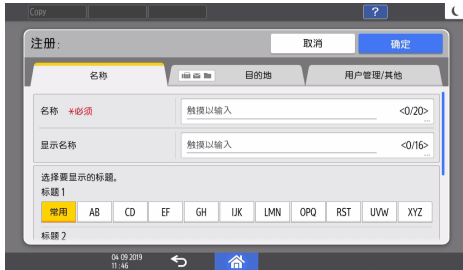 Copy
?
注册:
取消
确定
名称
目的地
用户管理/其他
名称 *必须
触摸以输入
<0/20>
...
显示名称
触摸以输入
<0/16>
...
选择要显示的标题。
标题 1
常用 AB CD EF GH IJK LMN OPQ RST UVW XYZ
标题 2
04 09 2019
11 : 46